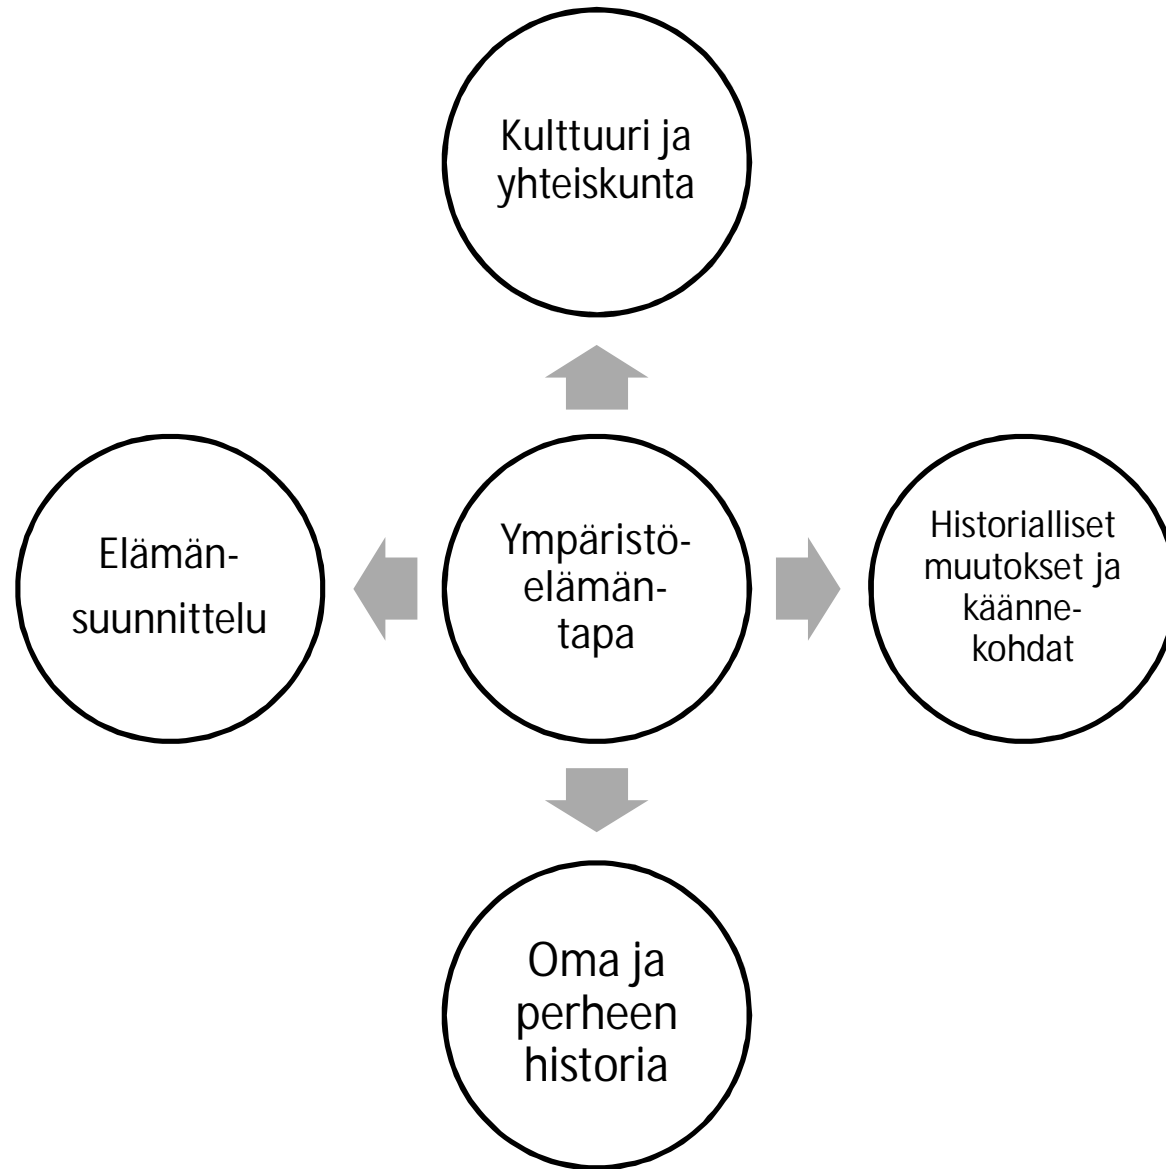 Kulttuuri ja
yhteiskunta
Elämän-
suunnittelu
Ympäristö-
elämän-
tapa
Historialliset
muutokset ja
käänne-
kohdat
Oma ja
perheen
historia